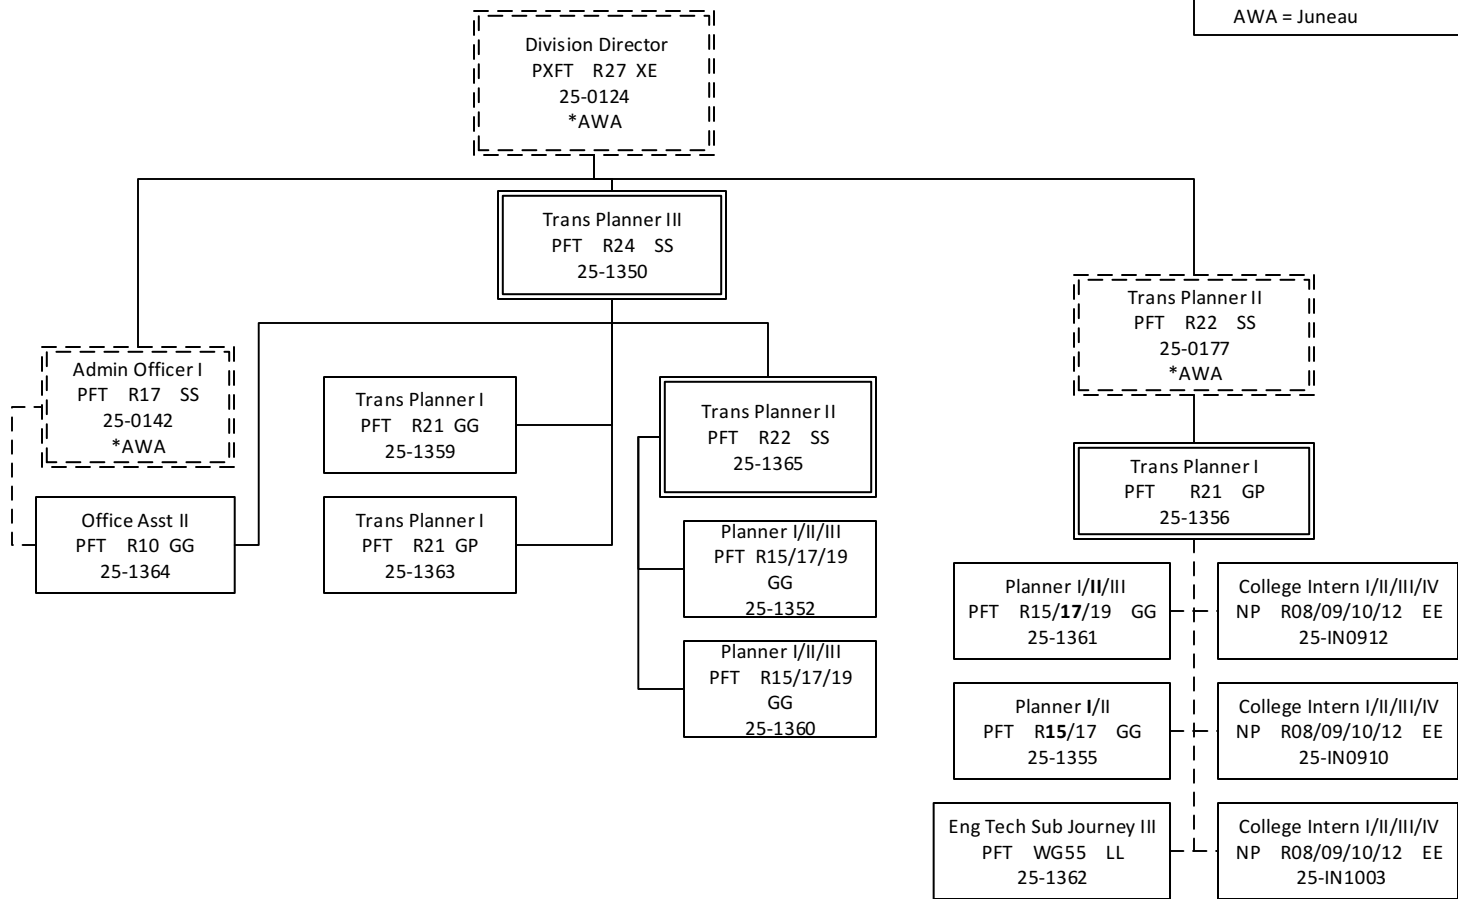 AWA = Juneau
Division Director
PXFT R27 XE
25-0124
*AWA
Trans Planner III
PFT R24 SS
25-1350
Trans Planner II
PFT R22 SS
25-0177
*AWA
Admin Officer I
PFT R17 SS
25-0142
*AWA
Trans Planner I
PFT R21 GG
25-1359
Trans Planner II
PFT R22 SS
25-1365
Trans Planner I
PFT R21 GP
25-1356
Office Asst II
PFT R10 GG
25-1364
Trans Planner I
PFT R21 GP
25-1363
Planner I/II/III
PFT R15/17/19
GG
25-1352
Planner I/II/III
PFT R15/17/19
GG
25-1360
Planner I/II/III
PFT R15/17/19 GG
25-1361
College Intern I/II/III/IV
NP R08/09/10/12 EE
25-IN0912
Planner I/II
PFT R15/17 GG
25-1355
College Intern I/II/III/IV
NP R08/09/10/12 EE
25-IN0910
Eng Tech Sub Journey III
PFT WG55 LL
25-1362
College Intern I/II/III/IV
NP R08/09/10/12 EE
25-IN1003